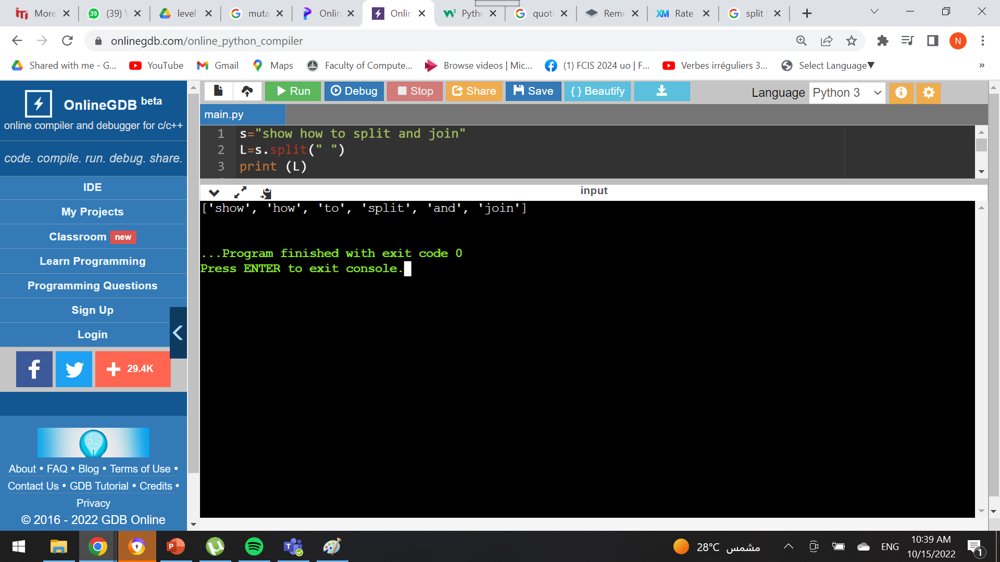 More
(39)
level
muta
Onlin
Onlin
Pytho
quoti
Remo
XM Rate
split
onlinegdb.com/online_python_compiler
N
Shared with me - G...
YouTube
Gmail
Maps
Faculty of Compute...
Browse videos | Mic...
(1) FCIS 2024 uo | F...
Verbes irréguliers 3...
Select Language▼
»
OnlineGDB beta
online compiler and debugger for c/c++
code. compile. run. debug. share.
IDE
My Projects
Classroom new
Learn Programming
Programming Questions
Sign Up
Login
29.4K
idea
About • FAQ • Blog • Terms of Use •
Contact Us • GDB Tutorial • Credits •
Privacy
© 2016 - 2022 GDB Online
Run Debug Stop Share Save { } Beautify
Language Python 3
main.py
1 s="show how to split and join"
2 L=s.split(" ")
3 print (L)
input
['show', 'how', 'to', 'split', 'and', 'join']
...Program finished with exit code 0
Press ENTER to exit console.
28°C مشمس
ENG
10:39 AM
10/15/2022
1